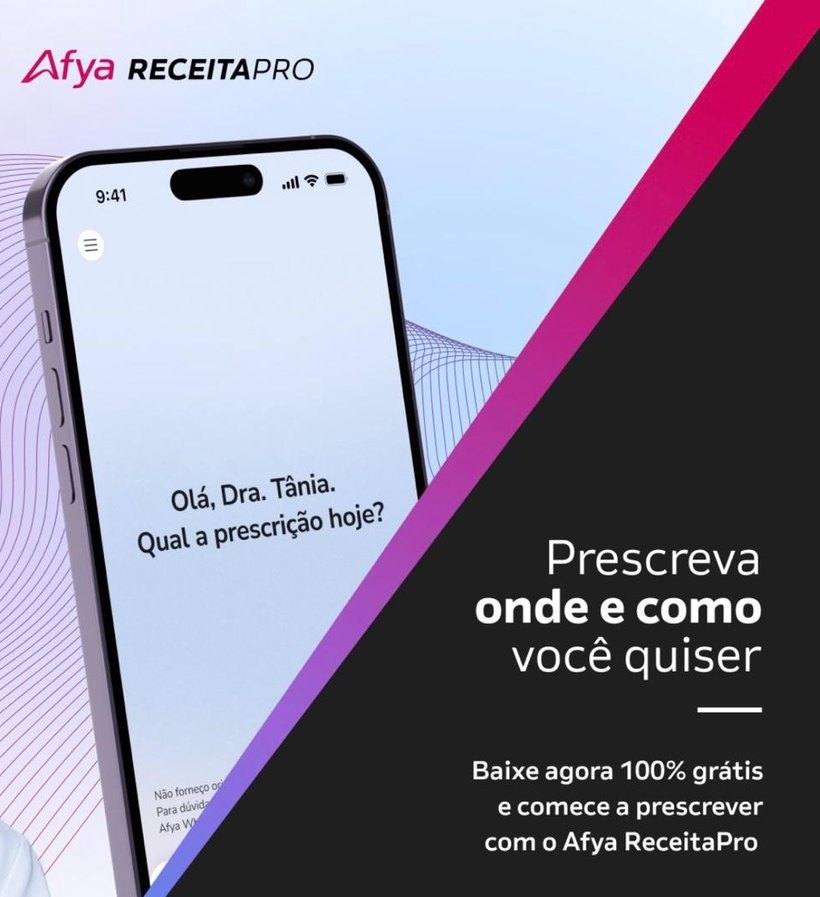 Afya RECEITAPRO
9:41
Olá, Dra. Tânia.
Qual a prescrição hoje?
Prescreva
onde e como
você quiser
Baixe agora 100% grátis
e comece a prescrever
com o Afya ReceitaPro
Não forneço
Para dúvida
Afya